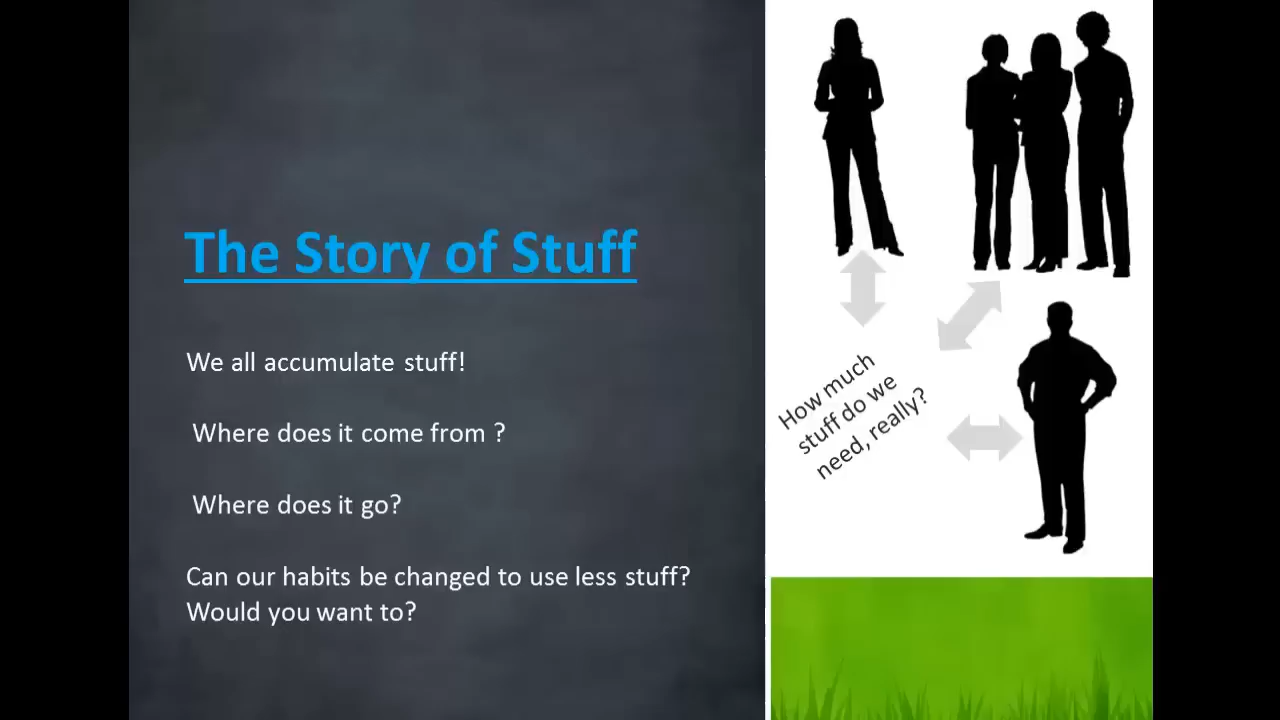 The Story of Stuff
We all accumulate stuff!
Where does it come from ?
Where does it go?
Can our habits be changed to use less stuff?
Would you want to?
How much
stuff do we
need, really?